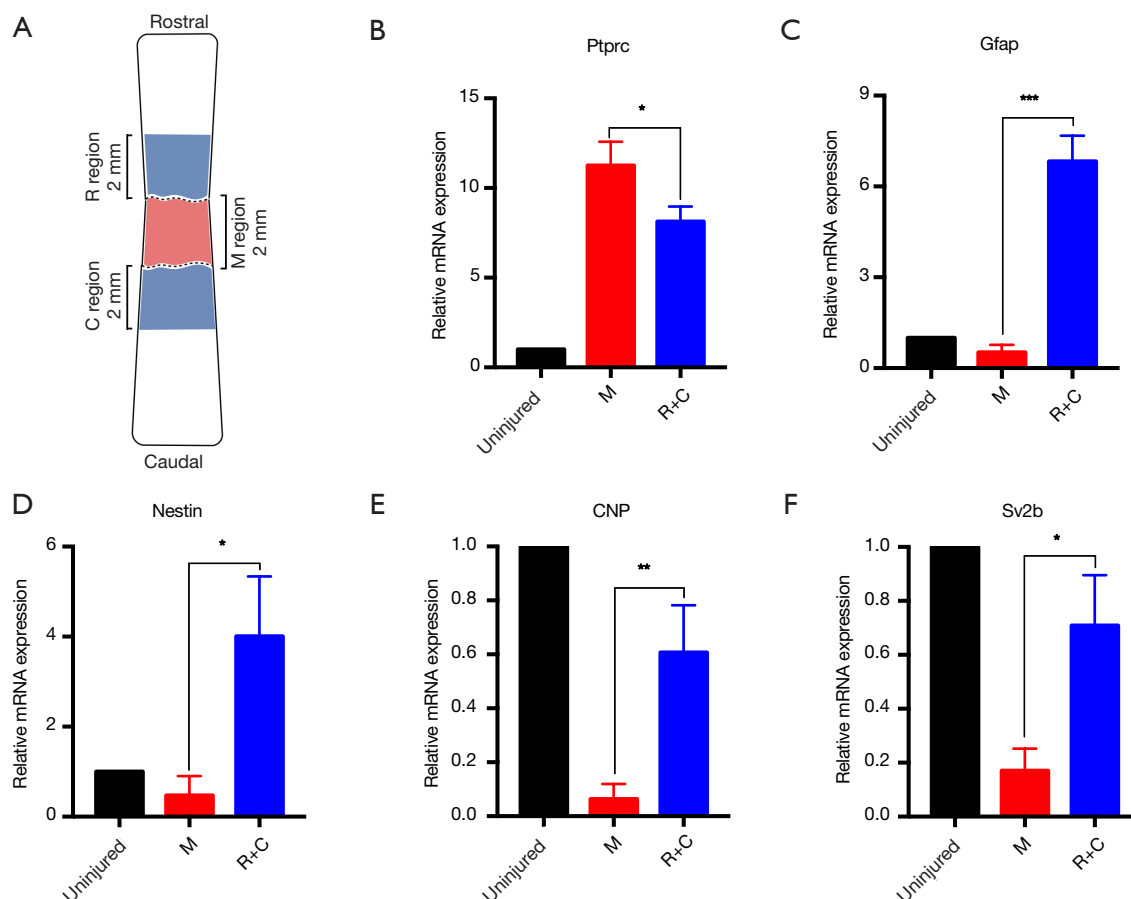 A
Rostral
R region
2 mm
M region
2 mm
C region
2 mm
Caudal
B
Ptprc
Relative mRNA expression
15
10
5
0
*
Uninjured
M
R+C
C
Gfap
Relative mRNA expression
9
6
3
0
***
Uninjured
M
R+C
D
Nestin
Relative mRNA expression
6
4
2
0
*
Uninjured
M
R+C
E
CNP
Relative mRNA expression
1.0
0.8
0.6
0.4
0.2
0.0
**
Uninjured
M
R+C
F
Sv2b
Relative mRNA expression
1.0
0.8
0.6
0.4
0.2
0.0
*
Uninjured
M
R+C